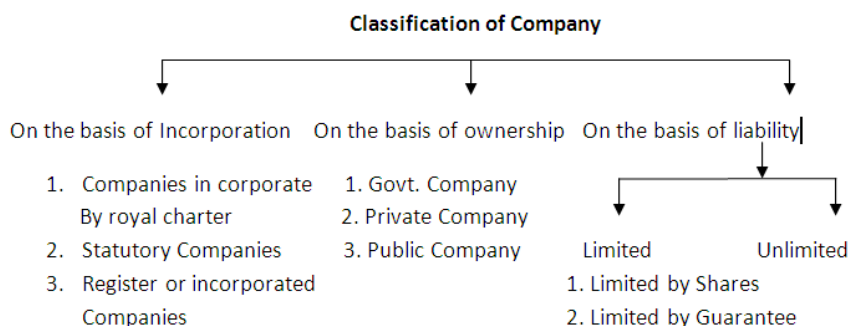 Classification of Company
On the basis of Incorporation
1. Companies in corporate
By royal charter
2. Statutory Companies
3. Register or incorporated
Companies
On the basis of ownership
1. Govt. Company
2. Private Company
3. Public Company
On the basis of liability
Limited
1. Limited by Shares
2. Limited by Guarantee
Unlimited